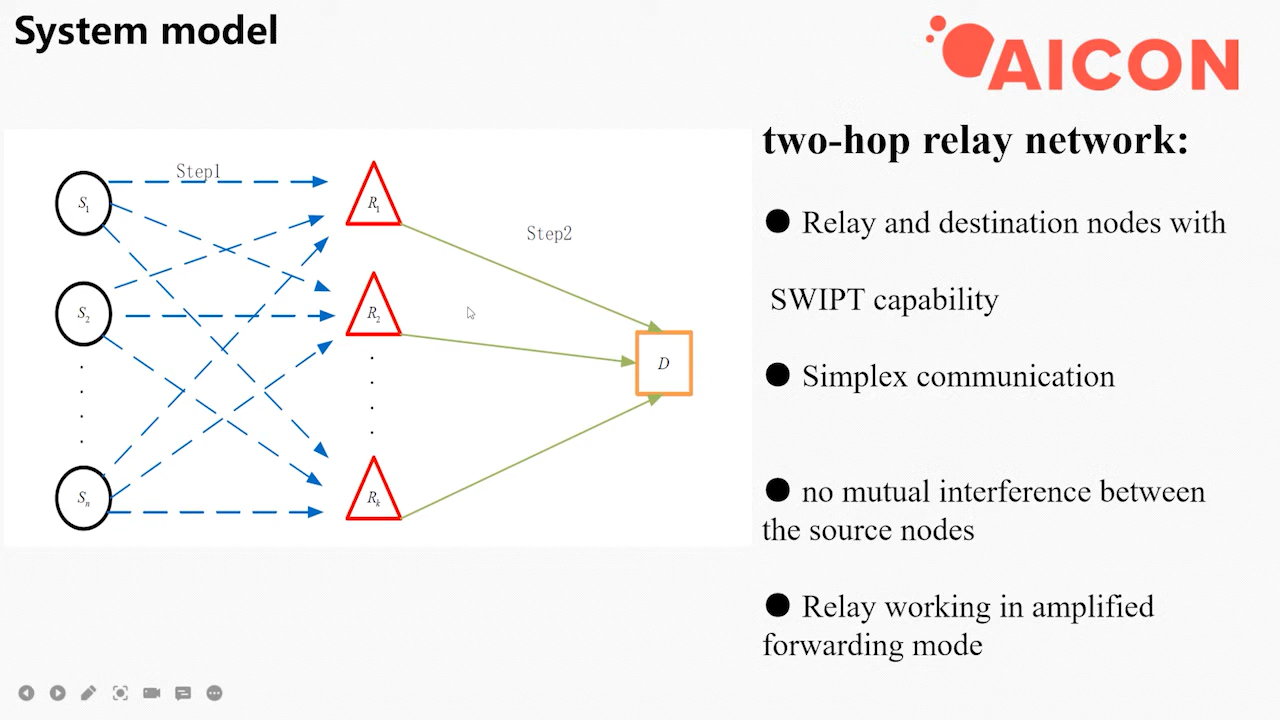 System model
AICON
two-hop relay network:
● Relay and destination nodes with
SWIPT capability
● Simplex communication
● no mutual interference between
the source nodes
● Relay working in amplified
forwarding mode
Step1
Step2
S1
R1
S2
R2
D
Sn
Rk